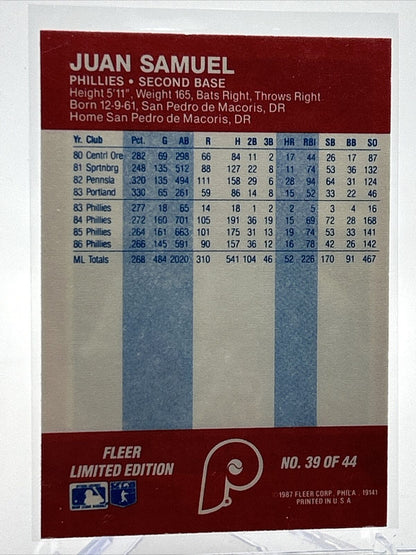 JUAN SAMUEL
PHILLIES • SECOND BASE
Height 5'11", Weight 165, Bats Right, Throws Right
Born 12-9-61, San Pedro de Macoris, DR
Home San Pedro de Macoris, DR
Yr. Club Pct. G AB R H 2B 3B HR RBI SB BB SO
80 Centrl Ore 282 69 298 66 84 11 2 17 44 26 17 87
81 Sprtnbrg 248 135 512 88 127 22 8 11 74 53 36 132
82 Pennsla 320 135 494 111 158 29 6 28 94 64 31 124
83 Portland 330 65 261 59 86 14 8 15 52 33 22 46
83 Phillies 277 18 65 14 18 1 2 2 5 3 4 16
84 Phillies 272 160 701 105 191 36 19 15 69 72 28 168
85 Phillies 264 161 663 101 175 31 13 19 74 53 33 141
86 Phillies 266 145 591 90 157 36 12 16 78 42 26 142
ML Totals 268 484 2020 310 541 104 46 52 226 170 91 467
FLEER
LIMITED EDITION
NO. 39 OF 44
©1987 FLEER CORP. PHILA. 19141
PRINTED IN U.S.A.